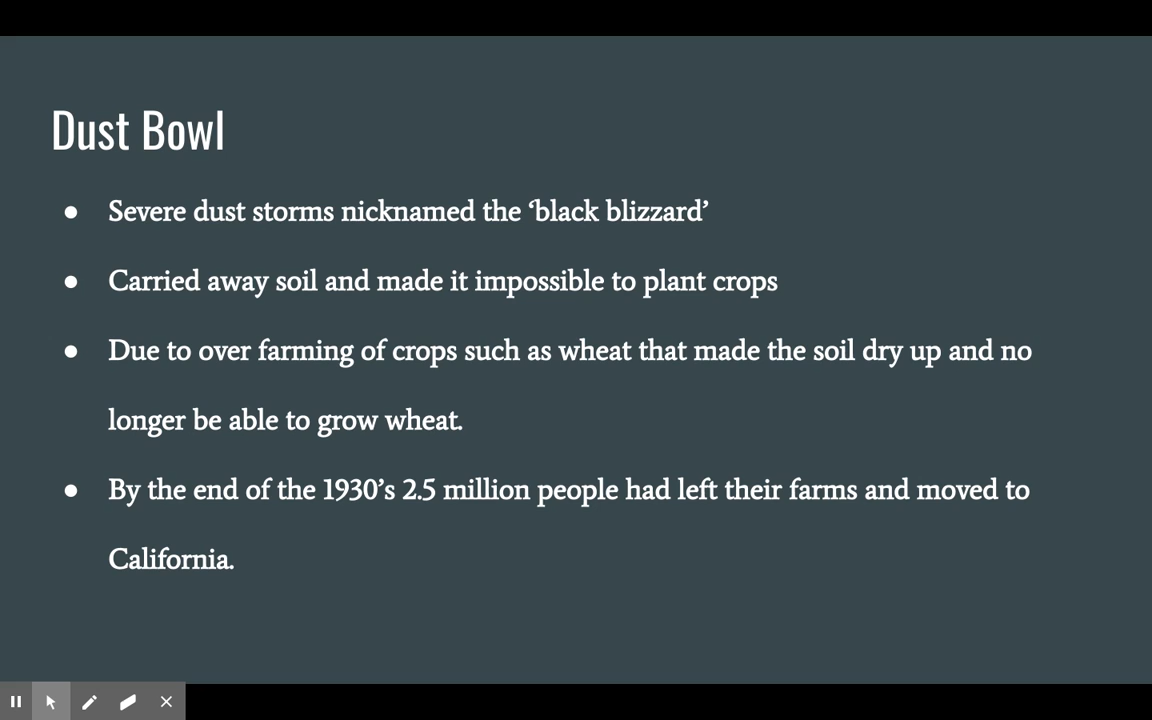 Dust Bowl
● Severe dust storms nicknamed the ‘black blizzard’
● Carried away soil and made it impossible to plant crops
● Due to over farming of crops such as wheat that made the soil dry up and no
longer be able to grow wheat.
● By the end of the 1930’s 2.5 million people had left their farms and moved to
California.